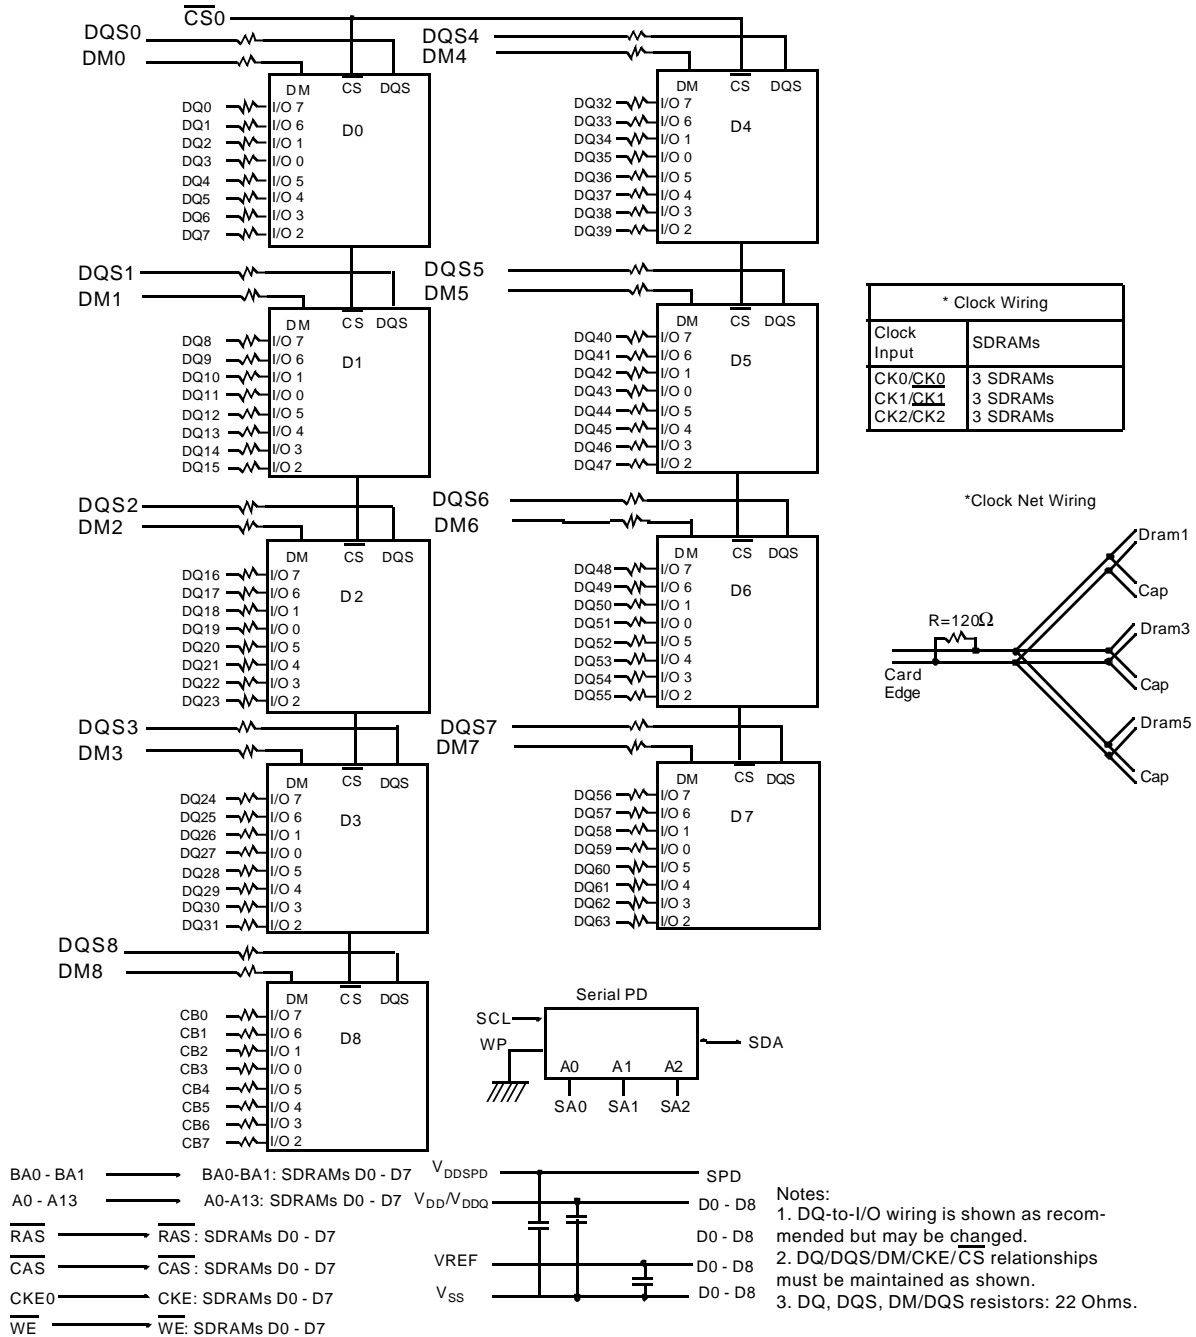 CS0
DQS0
DM0
DM CS DQS
D0
DQ0 I/O 7
DQ1 I/O 6
DQ2 I/O 1
DQ3 I/O 0
DQ4 I/O 5
DQ5 I/O 4
DQ6 I/O 3
DQ7 I/O 2
DQS1
DM1
DM CS DQS
D1
DQ8 I/O 7
DQ9 I/O 6
DQ10 I/O 1
DQ11 I/O 0
DQ12 I/O 5
DQ13 I/O 4
DQ14 I/O 3
DQ15 I/O 2
DQS2
DM2
DM CS DQS
D2
DQ16 I/O 7
DQ17 I/O 6
DQ18 I/O 1
DQ19 I/O 0
DQ20 I/O 5
DQ21 I/O 4
DQ22 I/O 3
DQ23 I/O 2
DQS3
DM3
DM CS DQS
D3
DQ24 I/O 7
DQ25 I/O 6
DQ26 I/O 1
DQ27 I/O 0
DQ28 I/O 5
DQ29 I/O 4
DQ30 I/O 3
DQ31 I/O 2
DQS8
DM8
DM CS DQS
D8
CB0 I/O 7
CB1 I/O 6
CB2 I/O 1
CB3 I/O 0
CB4 I/O 5
CB5 I/O 4
CB6 I/O 3
CB7 I/O 2
DQS4
DM4
DM CS DQS
D4
DQ32 I/O 7
DQ33 I/O 6
DQ34 I/O 1
DQ35 I/O 0
DQ36 I/O 5
DQ37 I/O 4
DQ38 I/O 3
DQ39 I/O 2
DQS5
DM5
DM CS DQS
D5
DQ40 I/O 7
DQ41 I/O 6
DQ42 I/O 1
DQ43 I/O 0
DQ44 I/O 5
DQ45 I/O 4
DQ46 I/O 3
DQ47 I/O 2
DQS6
DM6
DM CS DQS
D6
DQ48 I/O 7
DQ49 I/O 6
DQ50 I/O 1
DQ51 I/O 0
DQ52 I/O 5
DQ53 I/O 4
DQ54 I/O 3
DQ55 I/O 2
DQS7
DM7
DM CS DQS
D7
DQ56 I/O 7
DQ57 I/O 6
DQ58 I/O 1
DQ59 I/O 0
DQ60 I/O 5
DQ61 I/O 4
DQ62 I/O 3
DQ63 I/O 2
* Clock Wiring
Clock
Input
SDRAMs
CK0/CK0 3 SDRAMs
CK1/CK1 3 SDRAMs
CK2/CK2 3 SDRAMs
*Clock Net Wiring
Dram1
Cap
R=120Ω
Dram3
Card
Edge
Cap
Dram5
Cap
Serial PD
SCL
WP
SDA
A0 A1 A2
SA0 SA1 SA2
BA0 - BA1 BA0-BA1: SDRAMs D0 - D7
A0 - A13 A0-A13: SDRAMs D0 - D7
RAS RAS: SDRAMs D0 - D7
CAS CAS: SDRAMs D0 - D7
CKE0 CKE: SDRAMs D0 - D7
WE WE: SDRAMs D0 - D7
VDDSPD SPD
VDD/VDDQ D0 - D8
D0 - D8
VREF D0 - D8
VSS D0 - D8
Notes:
1. DQ-to-I/O wiring is shown as recom-
mended but may be changed.
2. DQ/DQS/DM/CKE/CS relationships
must be maintained as shown.
3. DQ, DQS, DM/DQS resistors: 22 Ohms.